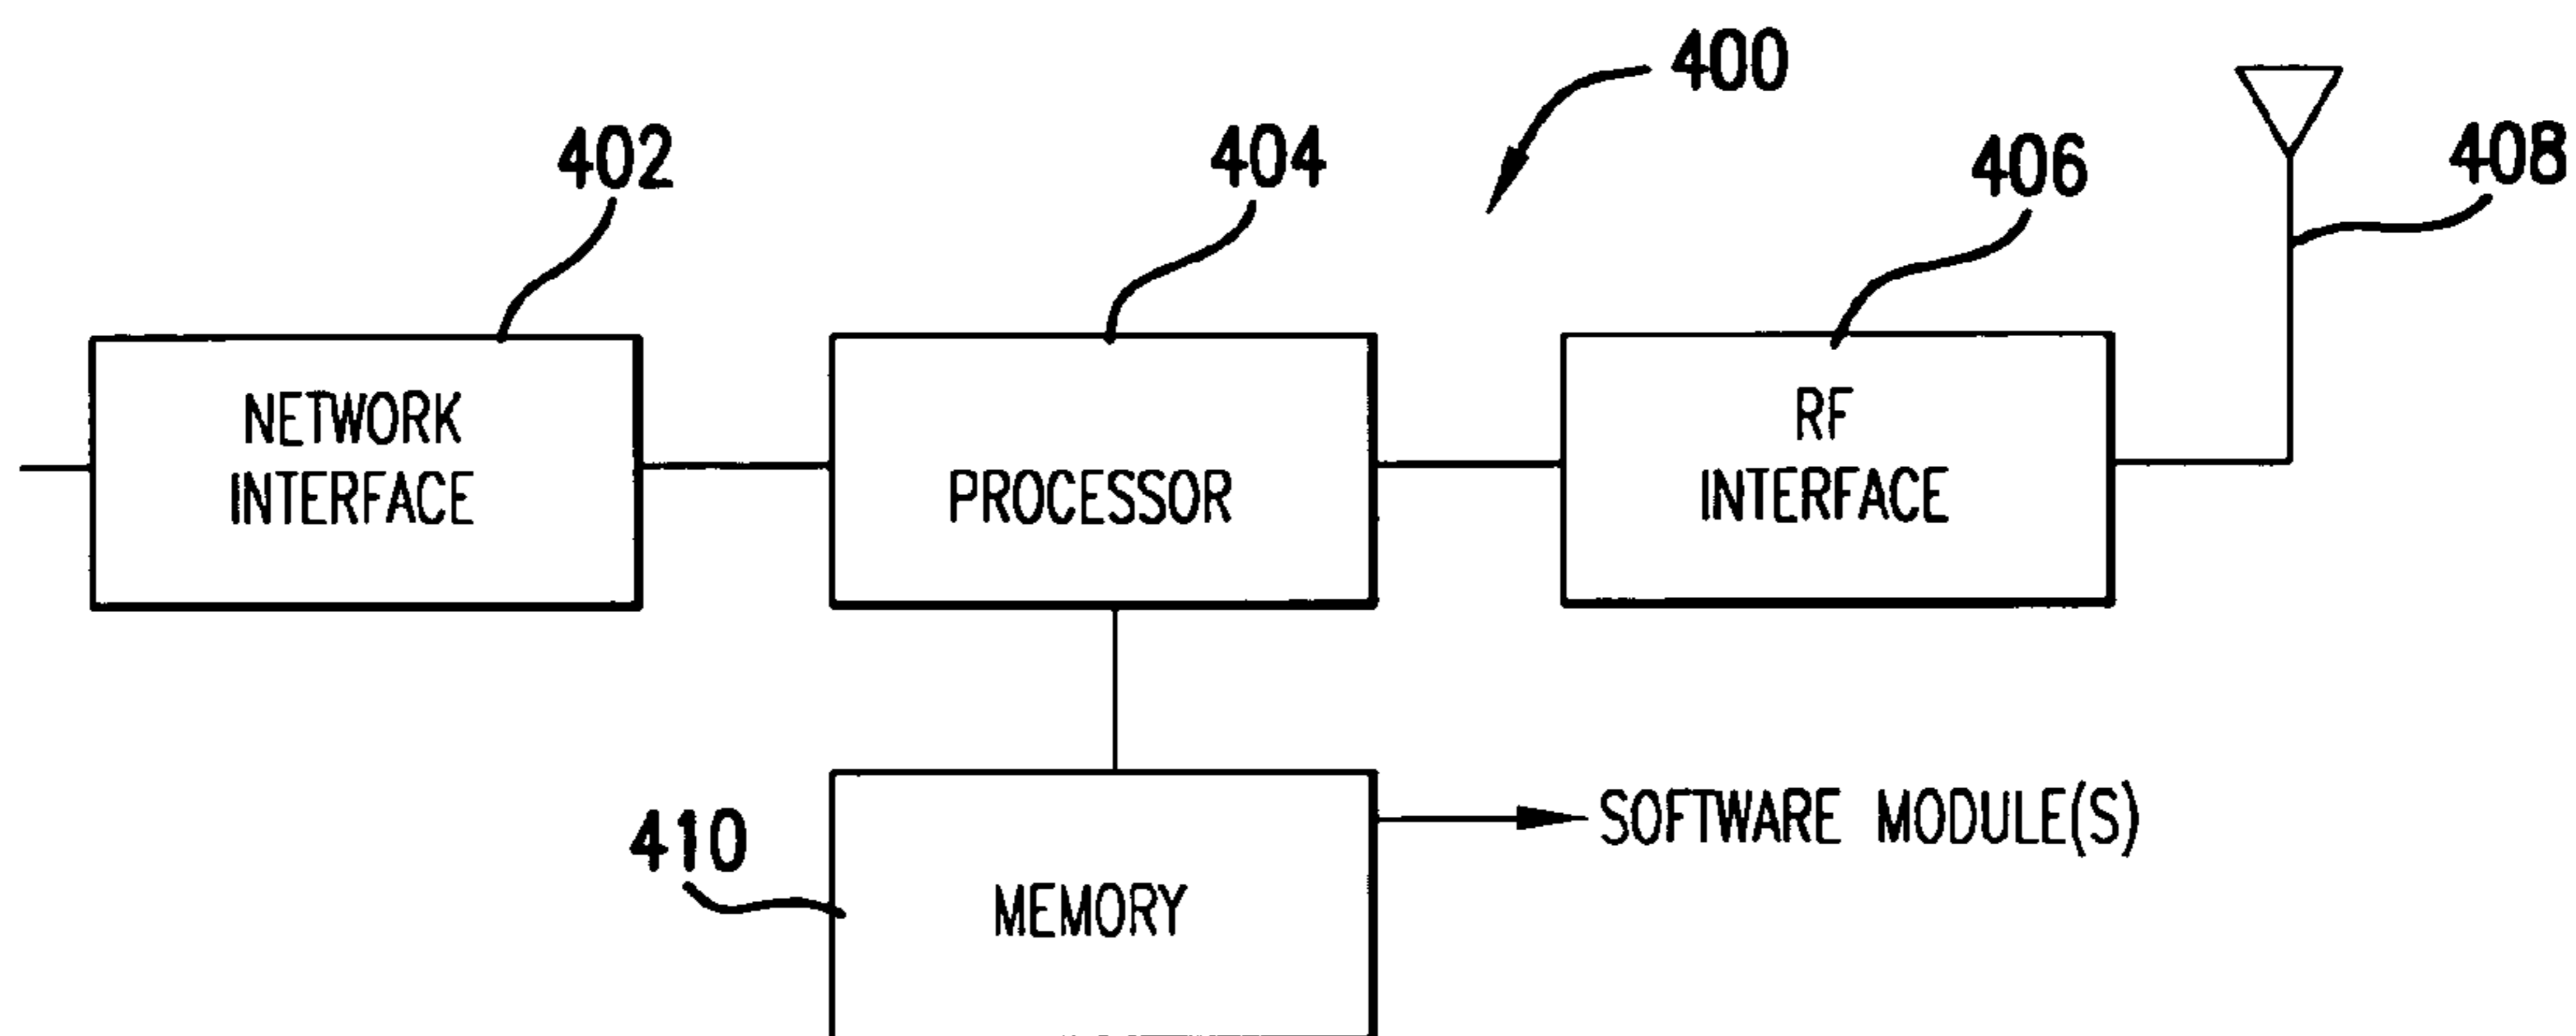 400
402
404
406
408
NETWORK
INTERFACE
PROCESSOR
RF
INTERFACE
410
MEMORY
SOFTWARE MODULE(S)